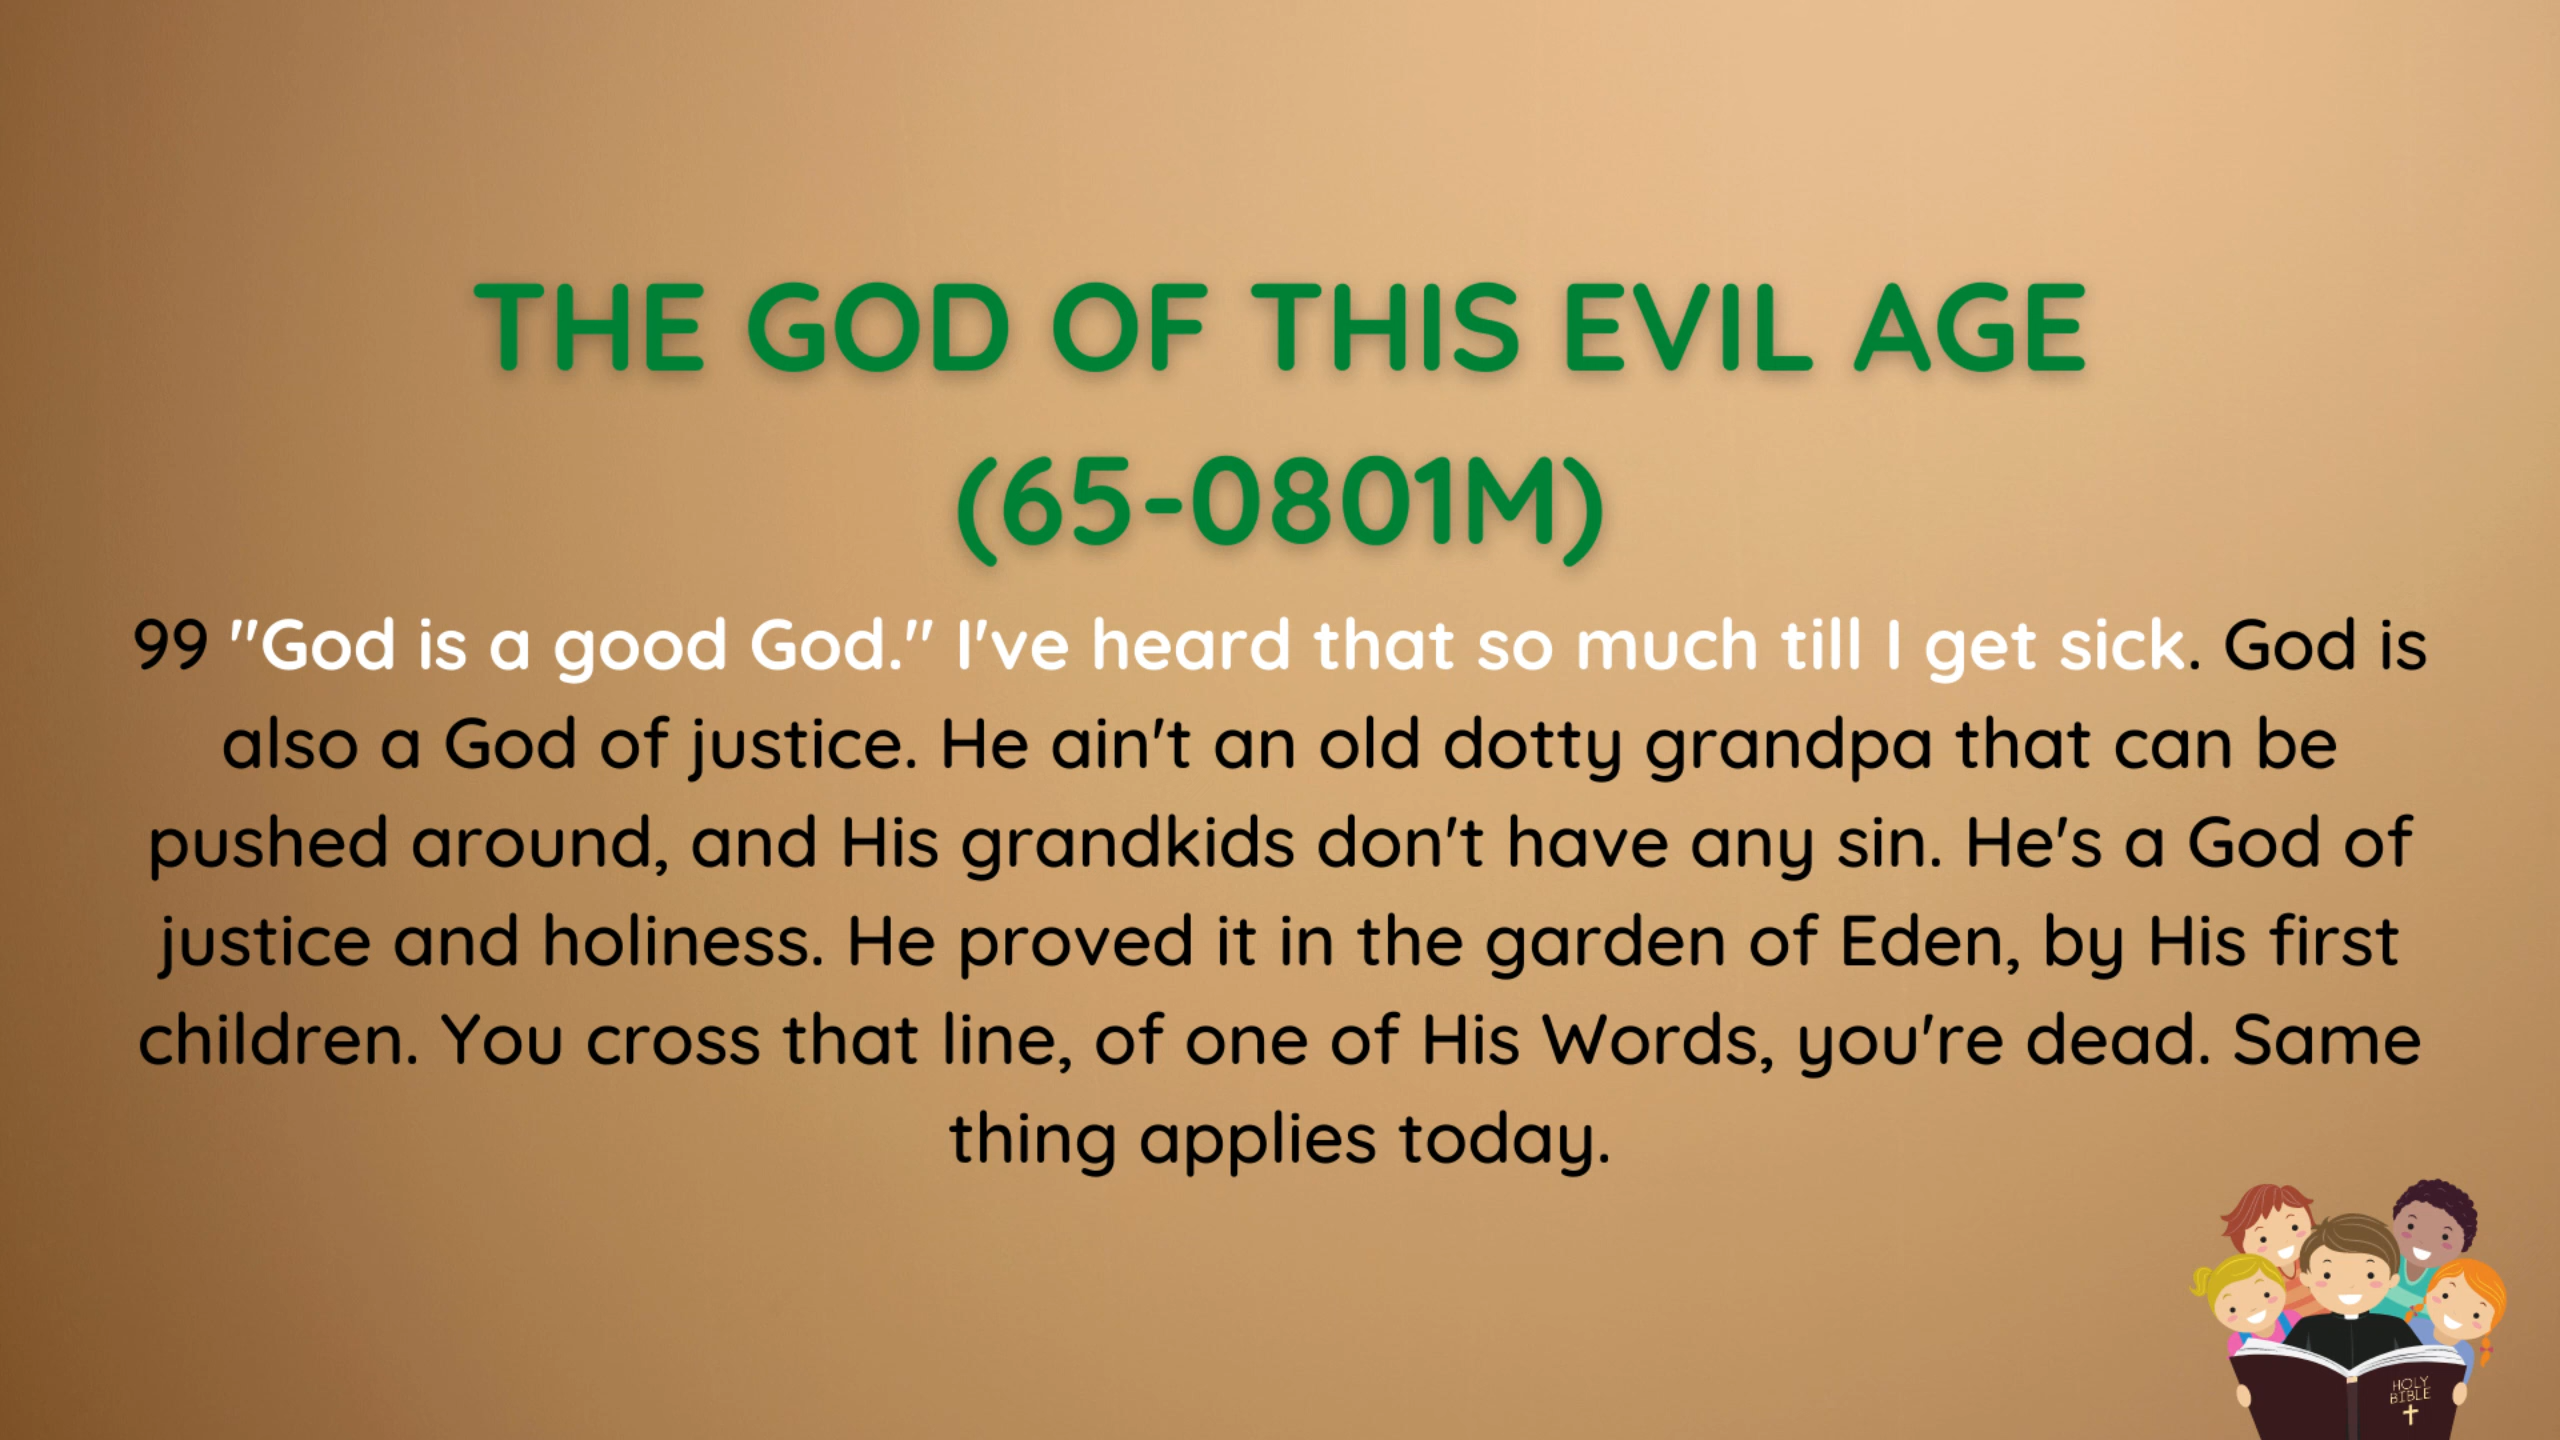 THE GOD OF THIS EVIL AGE
(65-0801M)
99 "God is a good God." I've heard that so much till I get sick. God is
also a God of justice. He ain't an old dotty grandpa that can be
pushed around, and His grandkids don't have any sin. He's a God of
justice and holiness. He proved it in the garden of Eden, by His first
children. You cross that line, of one of His Words, you're dead. Same
thing applies today.
HOLY
BIBLE